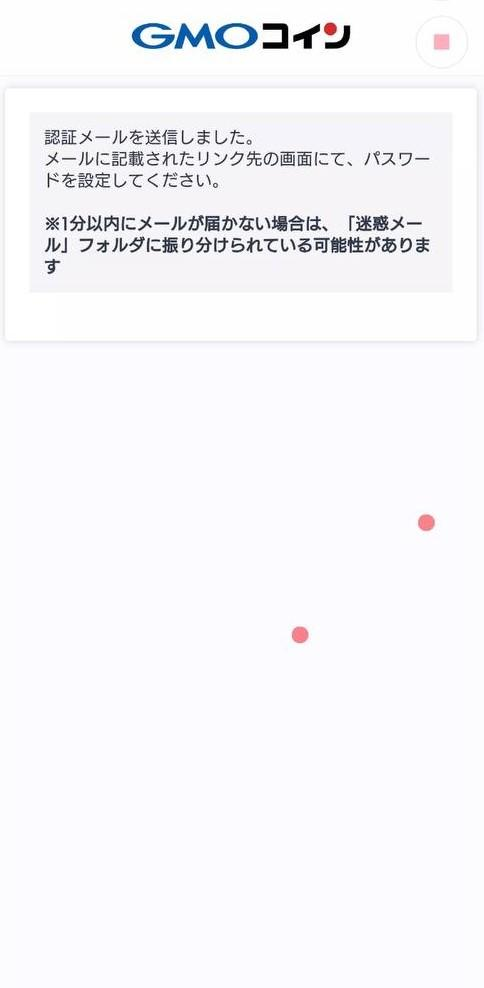 GMOコイン
認証メールを送信しました。
メールに記載されたリンク先の画面にて、パスワー
ドを設定してください。
※1分以内にメールが届かない場合は、「迷惑メー
ル」フォルダに振り分けられている可能性がありま
す